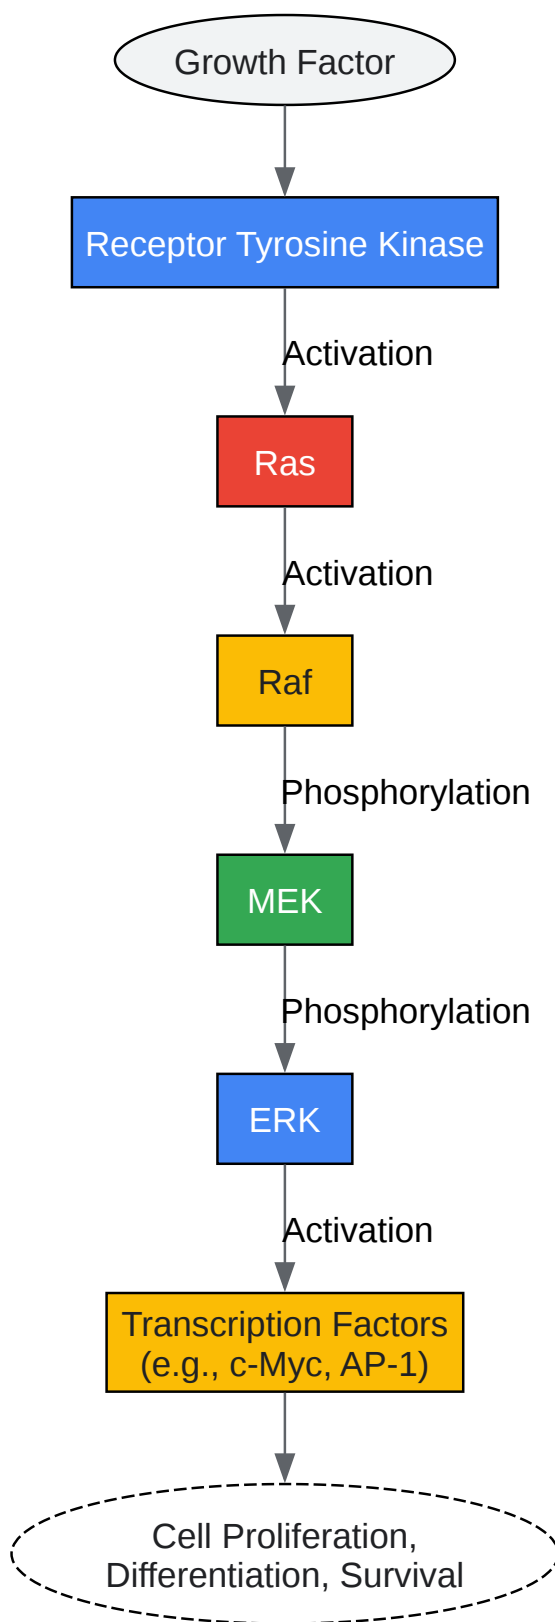 Growth Factor
Receptor Tyrosine Kinase
Activation
Ras
Activation
Raf
Phosphorylation
MEK
Phosphorylation
ERK
Activation
Transcription Factors
(e.g., c-Myc, AP-1)
Cell Proliferation,
Differentiation, Survival